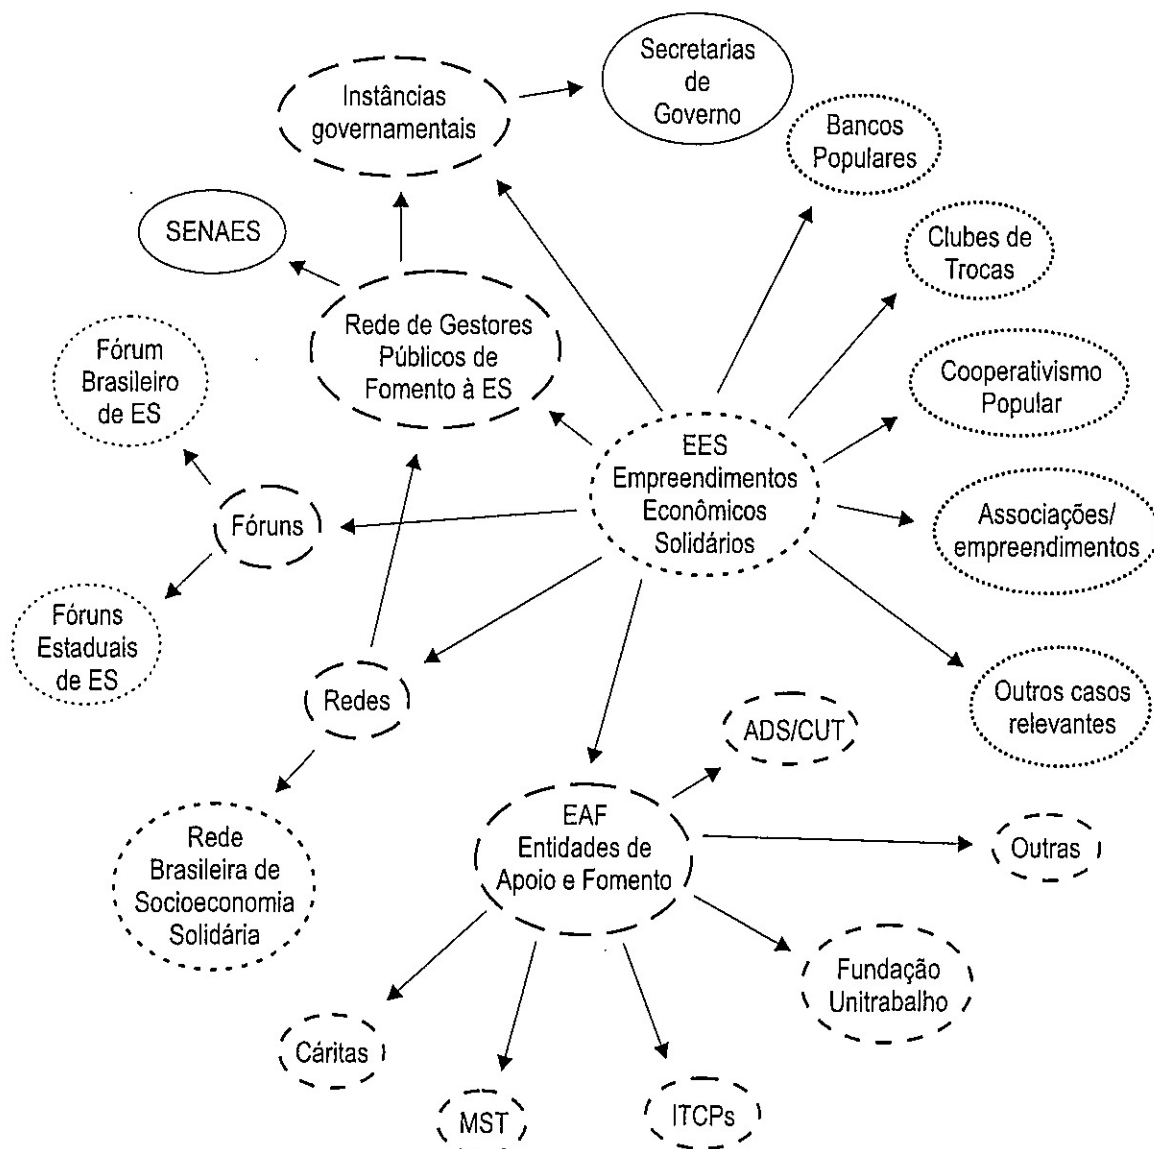 Secretarias
de
Governo
Instâncias
governamentais
Bancos
Populares
SENAES
Clubes de
Trocas
Rede de Gestores
Públicos de
Fomento à ES
Fórum
Brasileiro
de ES
Cooperativismo
Popular
EES
Empreendimentos
Econômicos
Solidários
Fóruns
Associações/
empreendimentos
Fóruns
Estaduais
de ES
Redes
Outros casos
relevantes
ADS/CUT
EAF
Entidades de
Apoio e Fomento
Outras
Rede
Brasileira de
Socioeconomia
Solidária
Fundação
Unitrabalho
Cáritas
MST
ITCPs